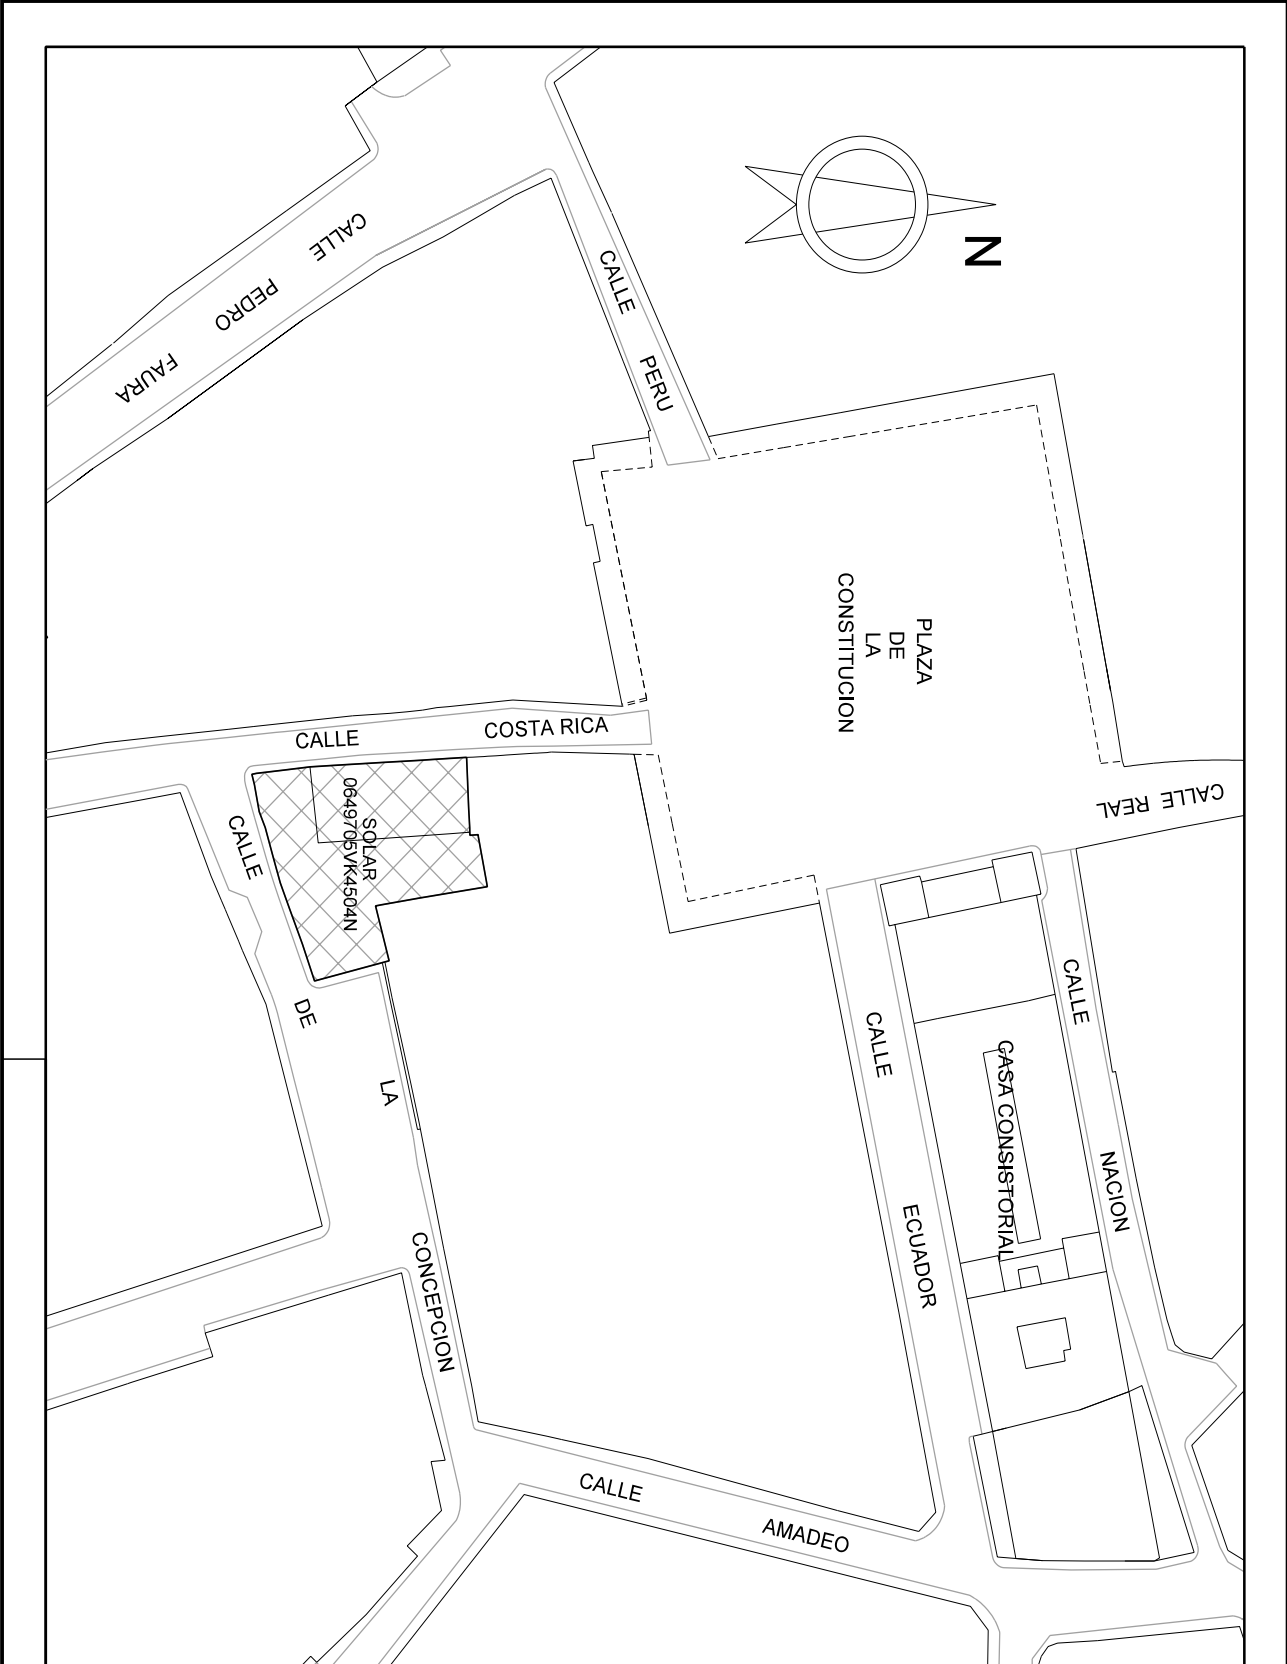 N
CALLE PEDRO FAURA
CALLE PERU
PLAZA
DE
LA
CONSTITUCION
CALLE REAL
CALLE COSTA RICA
SOLAR
0649705VK4504N
CALLE DE LA CONCEPCION
CALLE ECUADOR
CASA CONSISTORIAL
CALLE NACION
CALLE AMADEO